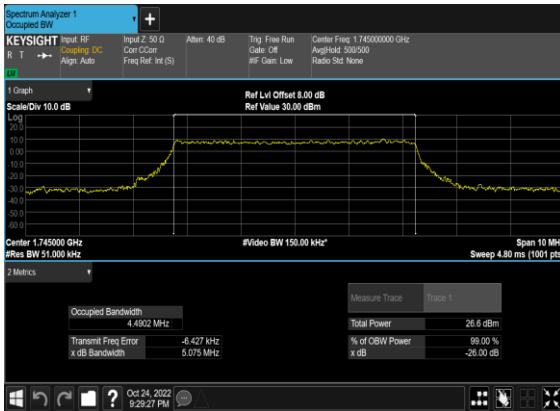 Spectrum Analyzer 1
Occupied BW
KEYSIGHT
R T
LW
Input: RF
Coupling: DC
Align: Auto
Input Z: 50 Ω
Corr CCorr
Freq Ref: Int (S)
Atten: 40 dB
Trig: Free Run
Gate: Off
#IF Gain: Low
Center Freq: 1.745000000 GHz
Avg|Hold: 500/500
Radio Std: None
1 Graph
Scale/Div 10.0 dB
Ref Lvl Offset 8.00 dB
Ref Value 30.00 dBm
Log
20.0
10.0
0.00
-10.0
-20.0
-30.0
-40.0
-50.0
-60.0
Center 1.745000 GHz
#Video BW 150.00 kHz*
Span 10 MH
#Res BW 51.000 kHz
Sweep 4.80 ms (1001 pts
2 Metrics
Measure Trace
Trace 1
Occupied Bandwidth
4.4902 MHz
Total Power
26.6 dBm
Transmit Freq Error
-6.427 kHz
% of OBW Power
99.00 %
x dB Bandwidth
5.075 MHz
x dB
-26.00 dB
Oct 24, 2022
9:29:27 PM